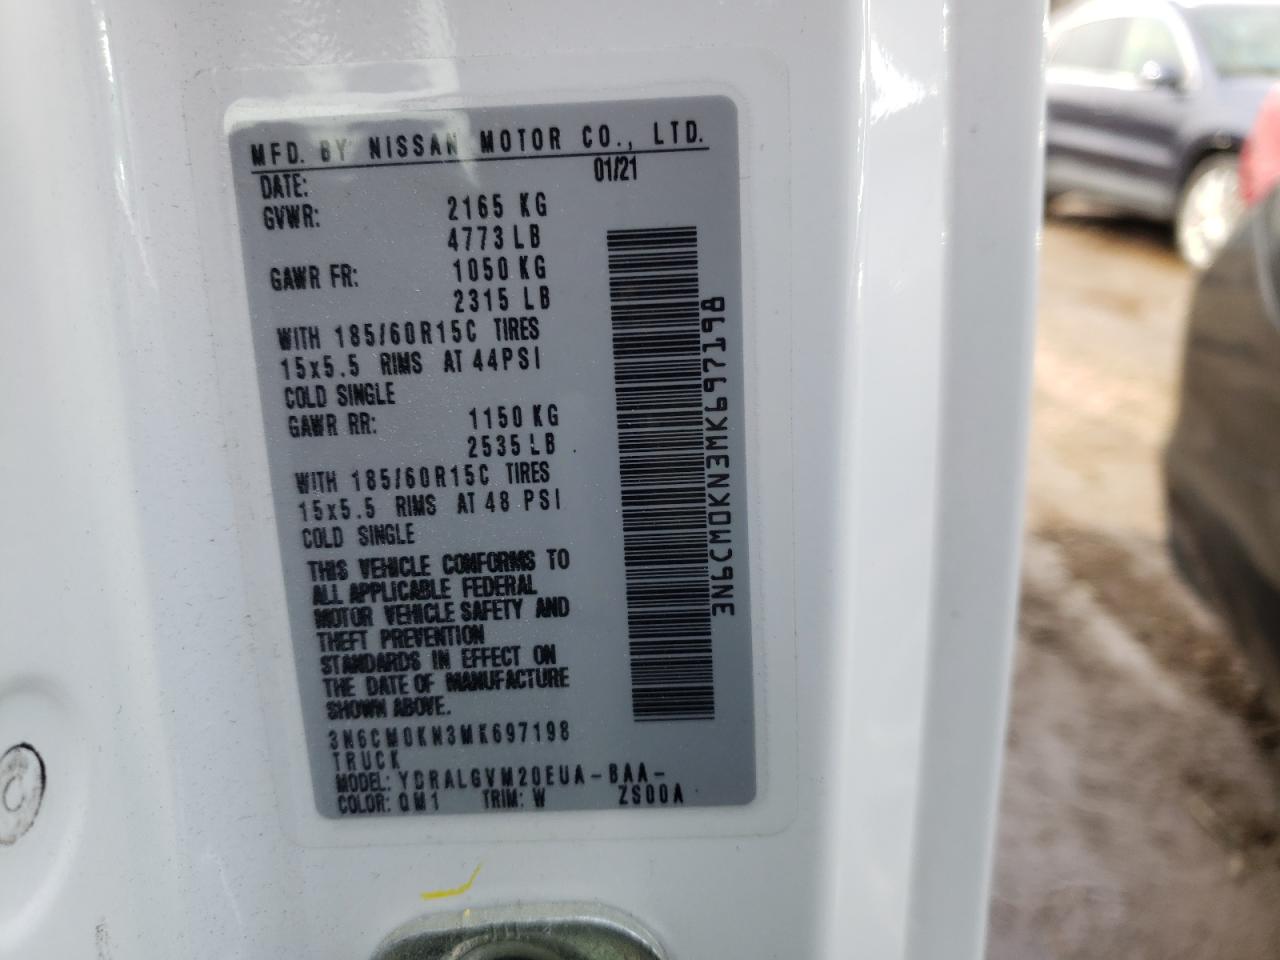 MFD. BY NISSAN MOTOR CO., LTD.
DATE: 01/21
GVWR: 2165 KG
4773 LB
GAWR FR: 1050 KG
2315 LB
WITH 185/60R15C TIRES
15x5.5 RIMS AT 44PSI
COLD SINGLE
GAWR RR: 1150 KG
2535 LB
WITH 185/60R15C TIRES
15x5.5 RIMS AT 48 PSI
COLD SINGLE
THIS VEHICLE CONFORMS TO
ALL APPLICABLE FEDERAL
MOTOR VEHICLE SAFETY AND
THEFT PREVENTION
STANDARDS IN EFFECT ON
THE DATE OF MANUFACTURE
SHOWN ABOVE.
3N6CM0KN3MK697198
TRUCK
MODEL: YDRALGVM20EUA-BAA-
COLOR: QM1 TRIM: W ZS00A
3N6CM0KN3MK697198